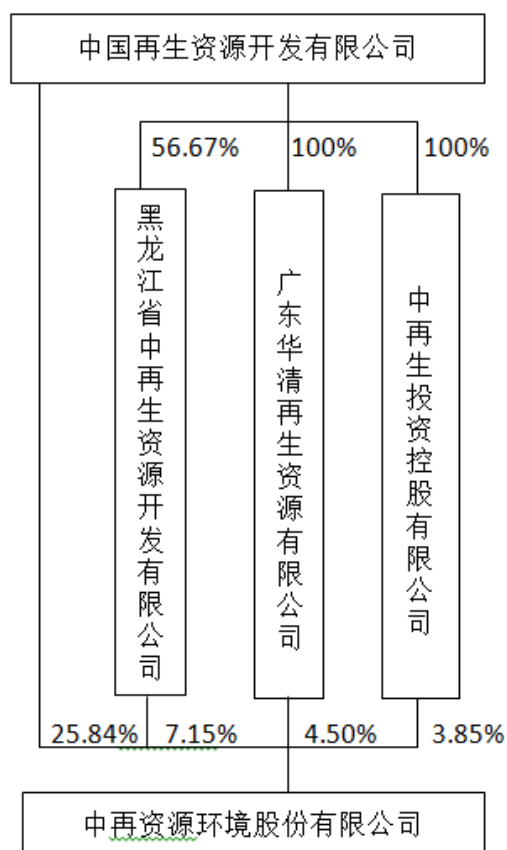 中国再生资源开发有限公司
56.67%
100%
100%
黑龙江省中再生资源开发有限公司
广东华清再生资源有限公司
中再生投资控股有限公司
25.84%
7.15%
4.50%
3.85%
中再资源环境股份有限公司